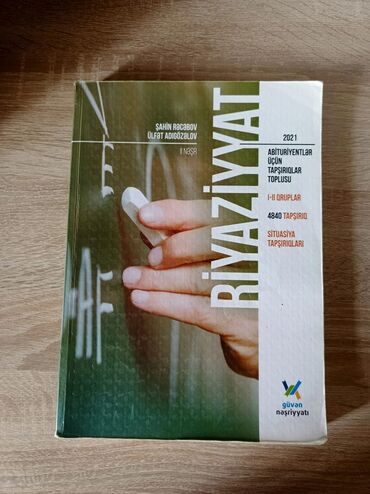 ŞAHİN RƏCƏBOV
ÜLFƏT ADIGÖZƏLOV
II NƏŞR
RİYAZİYYAT
2021
ABİTURİYENTLƏR
ÜÇÜN
TAPŞIRIQLAR
TOPLUSU
I-II QRUPLAR
4840 TAPŞIRIQ
SİTUASİYA
TAPŞIRIQLARI
güvən
nəşriyyatı